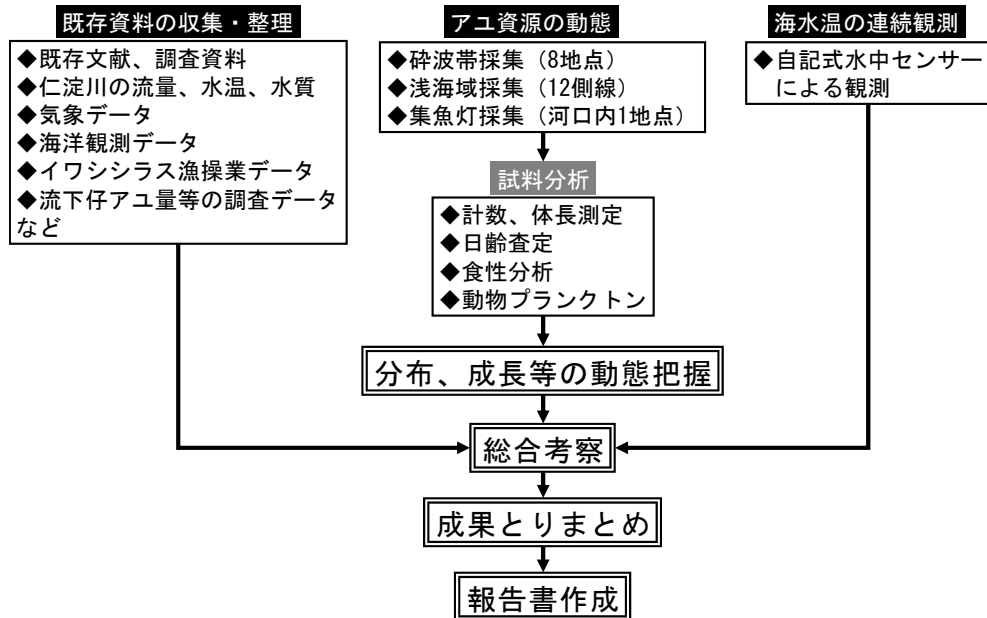 既存資料の収集・整理
◆既存文献、調査資料
◆仁淀川の流量、水温、水質
◆気象データ
◆海洋観測データ
◆イワシシラス漁操業データ
◆流下仔アユ量等の調査データ
など
アユ資源の動態
◆砕波帯採集（8地点）
◆浅海域採集（12側線）
◆集魚灯採集（河口内1地点）
試料分析
◆計数、体長測定
◆日齢査定
◆食性分析
◆動物プランクトン
海水温の連続観測
◆自記式水中センサー
による観測
分布、成長等の動態把握
総合考察
成果とりまとめ
報告書作成